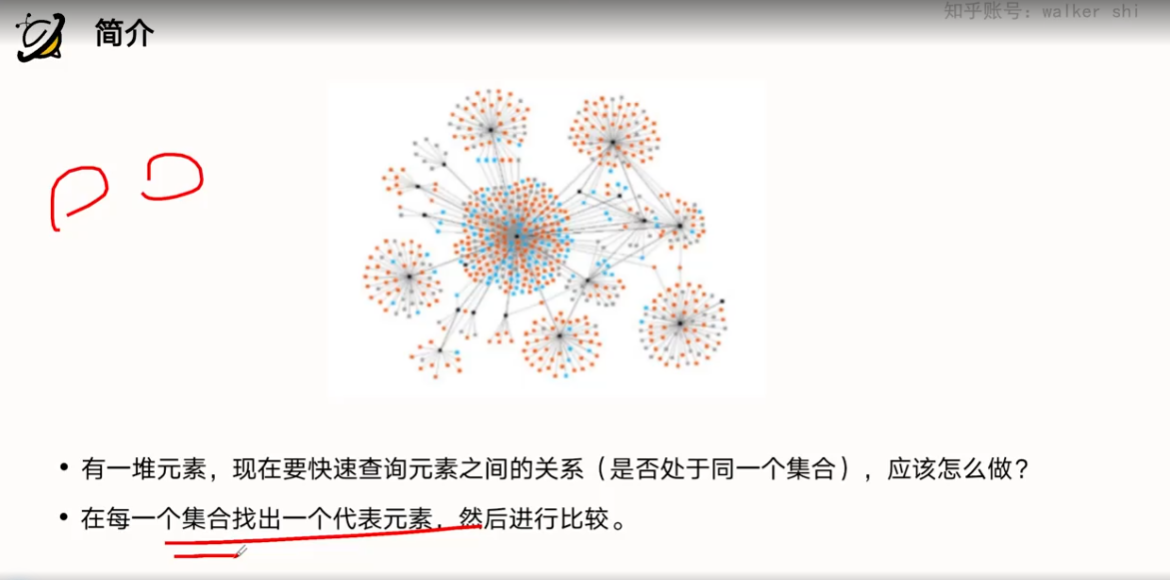 知乎账号：walker shi
简介
• 有一堆元素，现在要快速查询元素之间的关系（是否处于同一个集合），应该怎么做？
• 在每一个集合找出一个代表元素，然后进行比较。